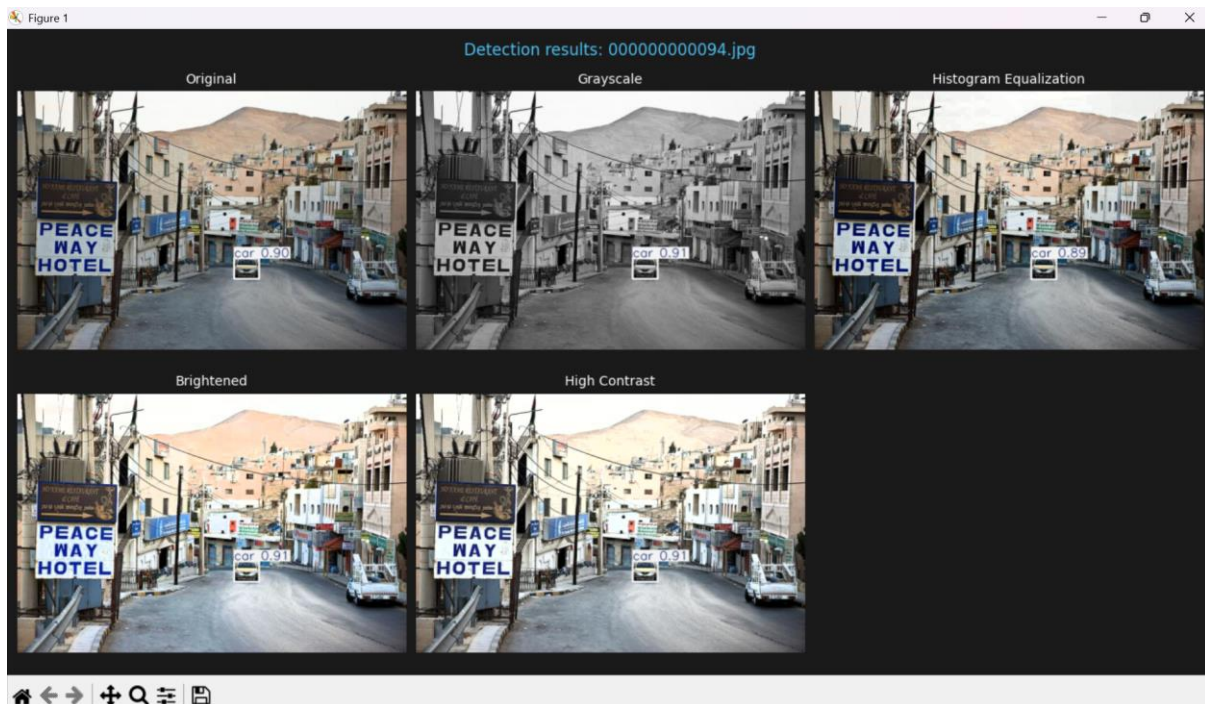 Figure 1
Detection results: 000000000094.jpg
Original
Grayscale
Histogram Equalization
PEACE
WAY
HOTEL
car 0.90
PEACE
WAY
HOTEL
car 0.91
PEACE
WAY
HOTEL
car 0.89
Brightened
High Contrast
PEACE
WAY
HOTEL
car 0.91
PEACE
WAY
HOTEL
car 0.91